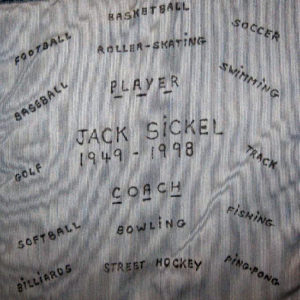 BASKETBALL
FOOTBALL
ROLLER-SKATING
SOCCER
BASEBALL
PLAYER
SWIMMING
JACK SICKEL
1949 - 1998
GOLF
TRACK
COACH
SOFTBALL
BOWLING
FISHING
BILLIARDS
STREET HOCKEY
PING-PONG